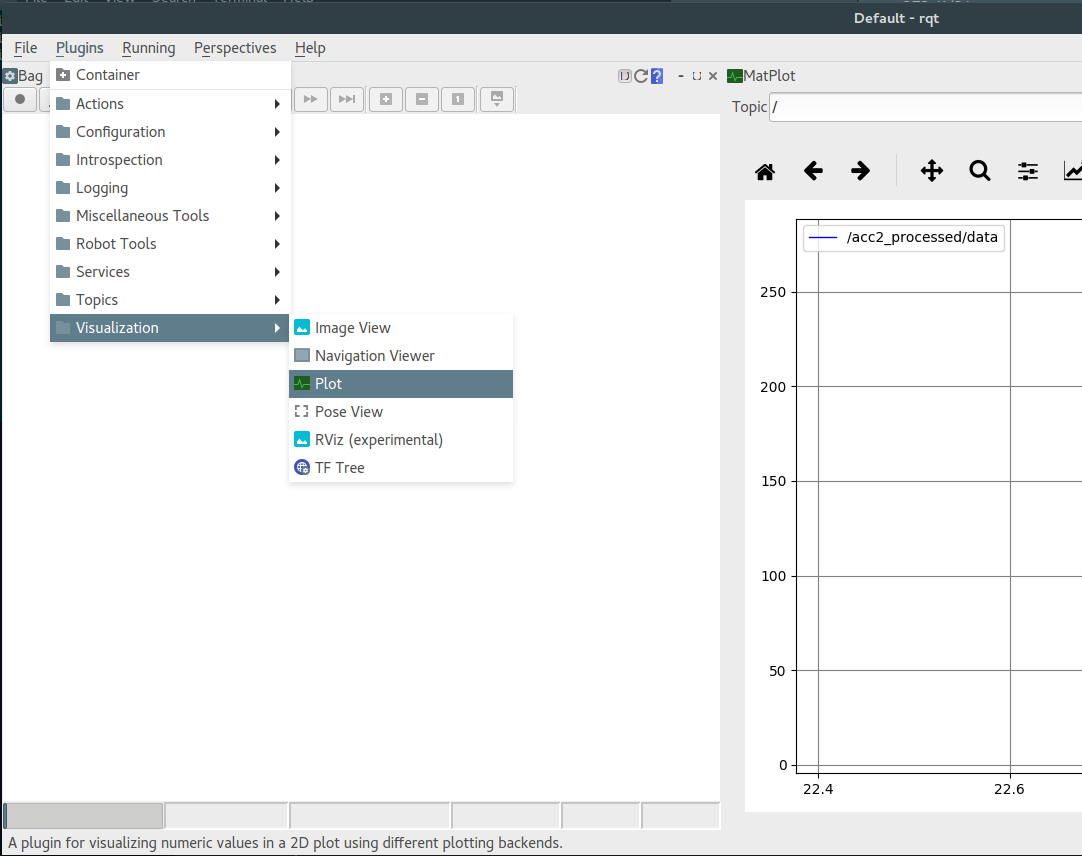 Default - rqt
File Plugins Running Perspectives Help
Bag
Container
Actions
Configuration
Introspection
Logging
Miscellaneous Tools
Robot Tools
Services
Topics
Visualization
Image View
Navigation Viewer
Plot
Pose View
RViz (experimental)
TF Tree
D C ? - O ×
MatPlot
Topic /
/acc2_processed/data
250
200
150
100
50
0
22.4 22.6
A plugin for visualizing numeric values in a 2D plot using different plotting backends.